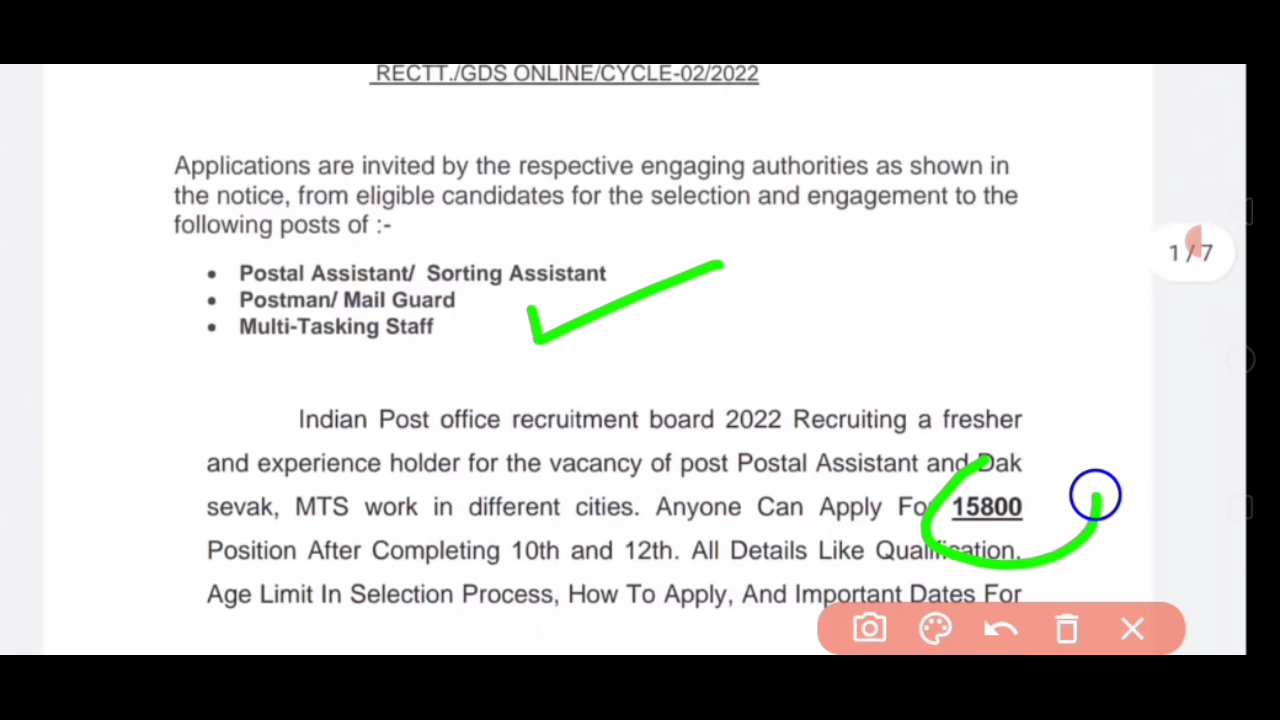 RECTT./GDS ONLINE/CYCLE-02/2022
Applications are invited by the respective engaging authorities as shown in
the notice, from eligible candidates for the selection and engagement to the
following posts of :-
• Postal Assistant/ Sorting Assistant
• Postman/ Mail Guard
• Multi-Tasking Staff
1/7
Indian Post office recruitment board 2022 Recruiting a fresher
and experience holder for the vacancy of post Postal Assistant and Dak
sevak, MTS work in different cities. Anyone Can Apply For 15800
Position After Completing 10th and 12th. All Details Like Qualification,
Age Limit In Selection Process, How To Apply, And Important Dates For